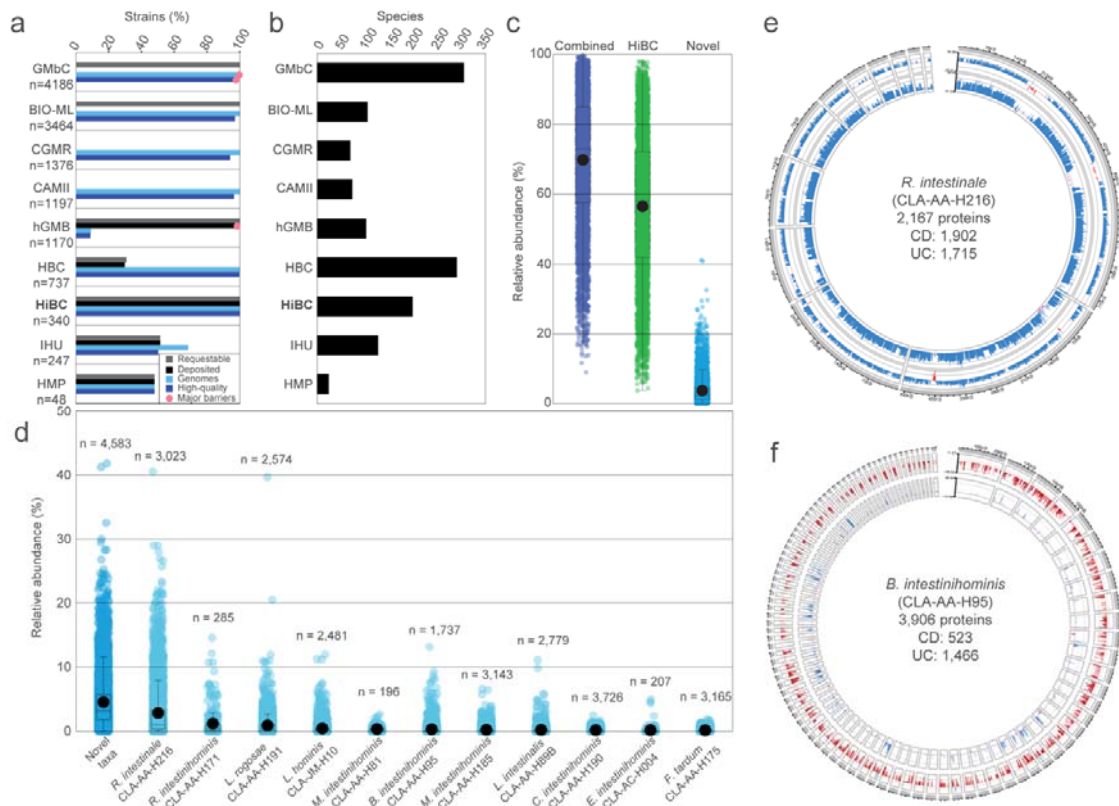 a
Strains (%)
0
20
40
60
80
100
GMbC
n=4186
BIO-ML
n=3464
CGMR
n=1376
CAMII
n=1197
hGMB
n=1170
HBC
n=737
HiBC
n=340
IHU
n=247
HMP
n=48
Requestable
Deposited
Genomes
High-quality
Major barriers
b
Species
0
50
100
150
200
250
300
350
GMbC
BIO-ML
CGMR
CAMII
hGMB
HBC
HiBC
IHU
HMP
c
Combined
HiBC
Novel
Relative abundance (%)
100
80
60
40
20
0
d
Relative abundance (%)
50
40
30
20
10
0
n = 4,583
n = 3,023
n = 285
n = 2,574
n = 2,481
n = 196
n = 1,737
n = 3,143
n = 2,779
n = 3,726
n = 207
n = 3,165
Novel
taxa
R. intestinale
CLA-AA-H216
R. intestinihominis
CLA-AA-H171
L. rogosae
CLA-AA-H191
L. hominis
CLA-JM-H10
M. intestinihominis
CLA-AA-H81
B. intestinihominis
CLA-AA-H95
M. intestinihominis
CLA-AA-H185
L. intestinalis
CLA-AA-H89B
C. intestinihominis
CLA-AA-H190
E. intestinihominis
CLA-AC-H004
F. tardum
CLA-AA-H175
e
R. intestinale
(CLA-AA-H216)
2,167 proteins
CD: 1,902
UC: 1,715
f
B. intestinihominis
(CLA-AA-H95)
3,906 proteins
CD: 523
UC: 1,466